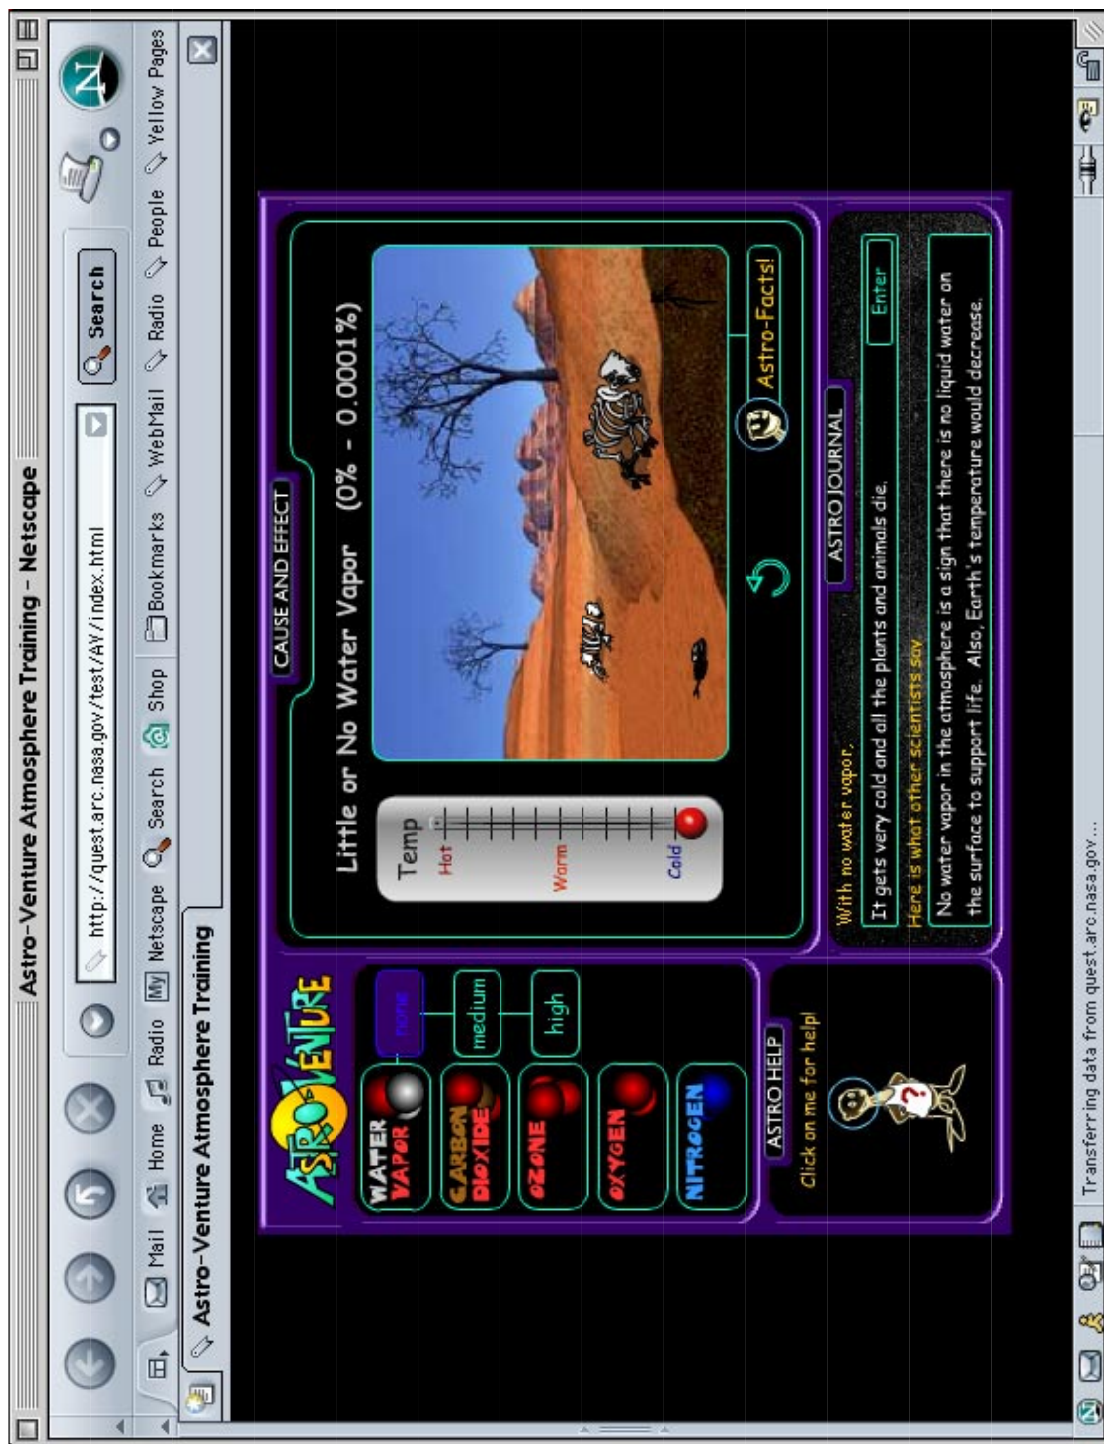 Astro-Venture Atmosphere Training - Netscape
http://quest.arc.nasa.gov/test/AV/index.html
Search
N
Mail
Home
Radio
My Netscape
Search
Shop
Bookmarks
WebMail
Radio
People
Yellow Pages
Astro-Venture Atmosphere Training
ASTROVENTURE
WATER
VAPOR
none
CARBON
DIOXIDE
medium
OZONE
high
OXYGEN
NITROGEN
ASTRO HELP
Click on me for help!
?
CAUSE AND EFFECT
Little or No Water Vapor (0% - 0.0001%)
Temp
Hot
Warm
Cold
Astro-Facts!
ASTRO JOURNAL
With no water vapor,
It gets very cold and all the plants and animals die.
Enter
Here is what other scientists say
No water vapor in the atmosphere is a sign that there is no liquid water on
the surface to support life. Also, Earth's temperature would decrease.
N
Transferring data from quest.arc.nasa.gov...